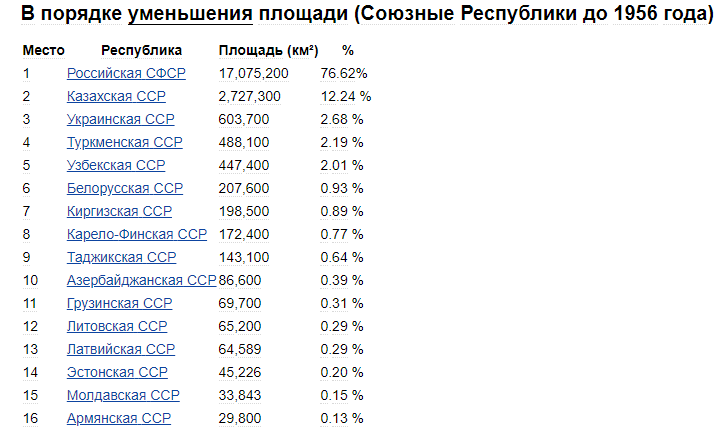 В порядке уменьшения площади (Союзные Республики до 1956 года)
Место Республика Площадь (км²) %
1 Российская СФСР 17,075,200 76.62%
2 Казахская ССР 2,727,300 12.24 %
3 Украинская ССР 603,700 2.68 %
4 Туркменская ССР 488,100 2.19 %
5 Узбекская ССР 447,400 2.01 %
6 Белорусская ССР 207,600 0.93 %
7 Киргизская ССР 198,500 0.89 %
8 Карело-Финская ССР 172,400 0.77 %
9 Таджикская ССР 143,100 0.64 %
10 Азербайджанская ССР 86,600 0.39 %
11 Грузинская ССР 69,700 0.31 %
12 Литовская ССР 65,200 0.29 %
13 Латвийская ССР 64,589 0.29 %
14 Эстонская ССР 45,226 0.20 %
15 Молдавская ССР 33,843 0.15 %
16 Армянская ССР 29,800 0.13 %